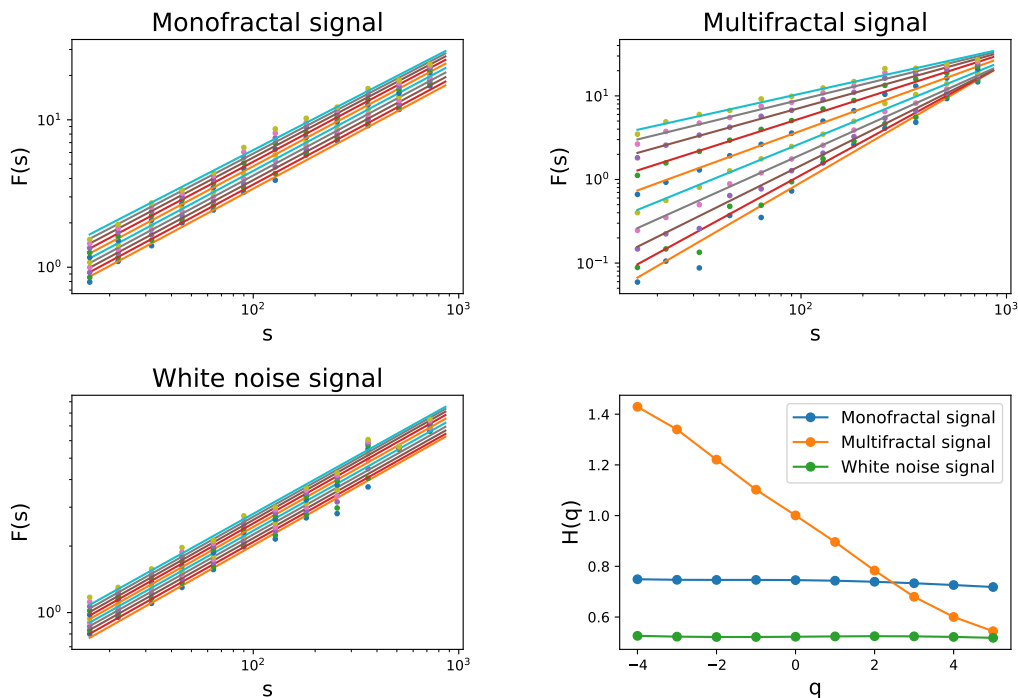 Monofractal signal
F(s)
10¹
10⁰
10²
10³
s
Multifractal signal
F(s)
10¹
10⁰
10⁻¹
10²
10³
s
White noise signal
F(s)
10⁰
10²
10³
s
H(q)
1.4
1.2
1.0
0.8
0.6
−4
−2
0
2
4
q
Monofractal signal
Multifractal signal
White noise signal